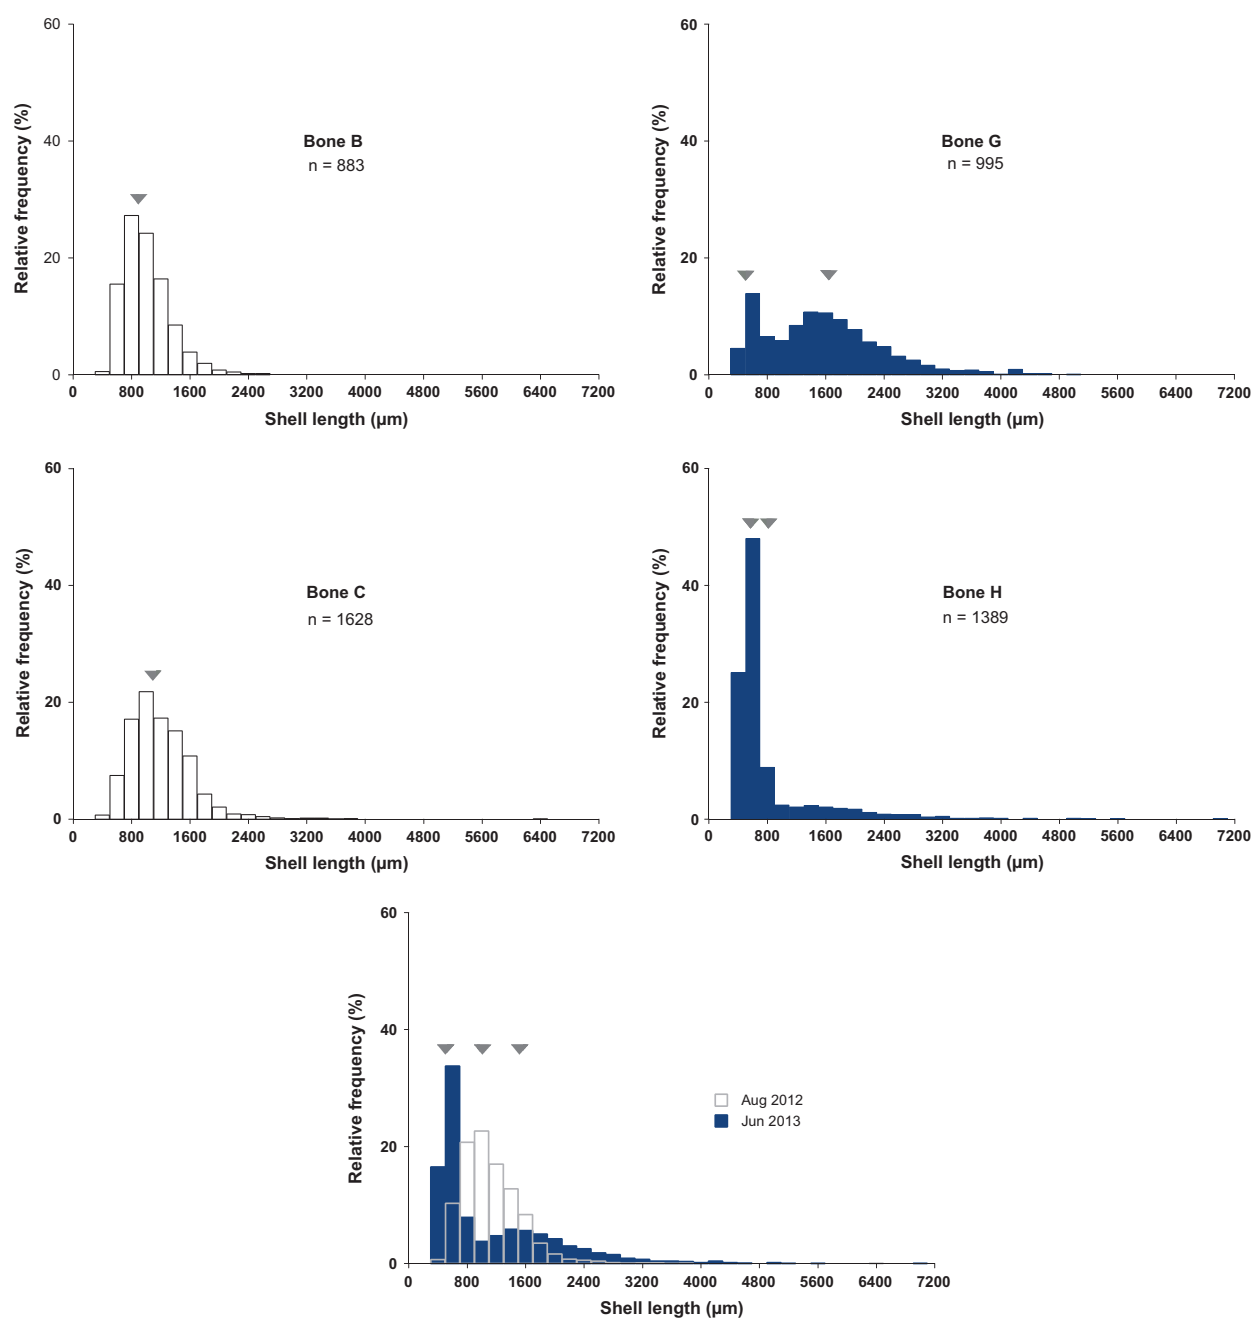 Relative frequency (%)
60
40
20
0
Bone B
n = 883
0 800 1600 2400 3200 4000 4800 5600 6400 7200
Shell length (µm)
Relative frequency (%)
60
40
20
0
Bone G
n = 995
0 800 1600 2400 3200 4000 4800 5600 6400 7200
Shell length (µm)
Relative frequency (%)
60
40
20
0
Bone C
n = 1628
0 800 1600 2400 3200 4000 4800 5600 6400 7200
Shell length (µm)
Relative frequency (%)
60
40
20
0
Bone H
n = 1389
0 800 1600 2400 3200 4000 4800 5600 6400 7200
Shell length (µm)
Relative frequency (%)
60
40
20
0
Aug 2012
Jun 2013
0 800 1600 2400 3200 4000 4800 5600 6400 7200
Shell length (µm)